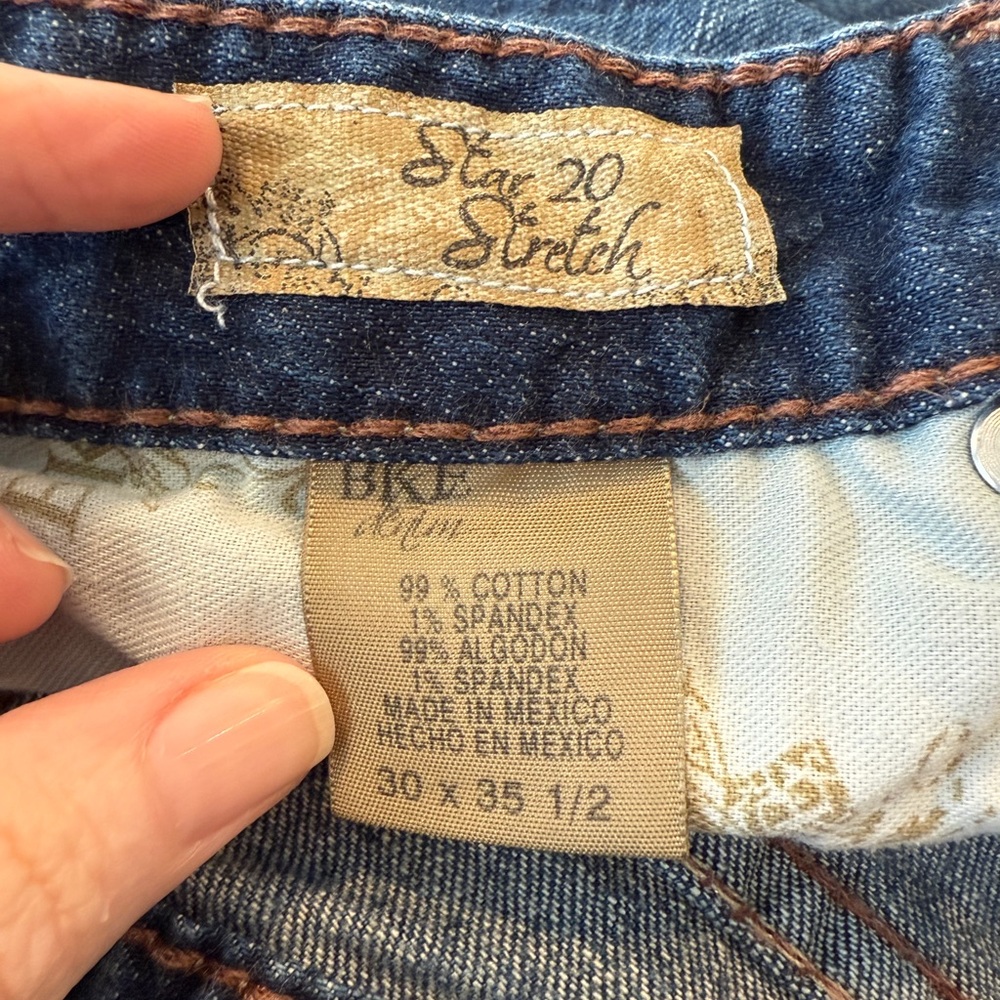 Star 20
Stretch
BKE
denim
99 % COTTON
1% SPANDEX
99% ALGODON
1% SPANDEX
MADE IN MEXICO
HECHO EN MEXICO
30 x 35 1/2